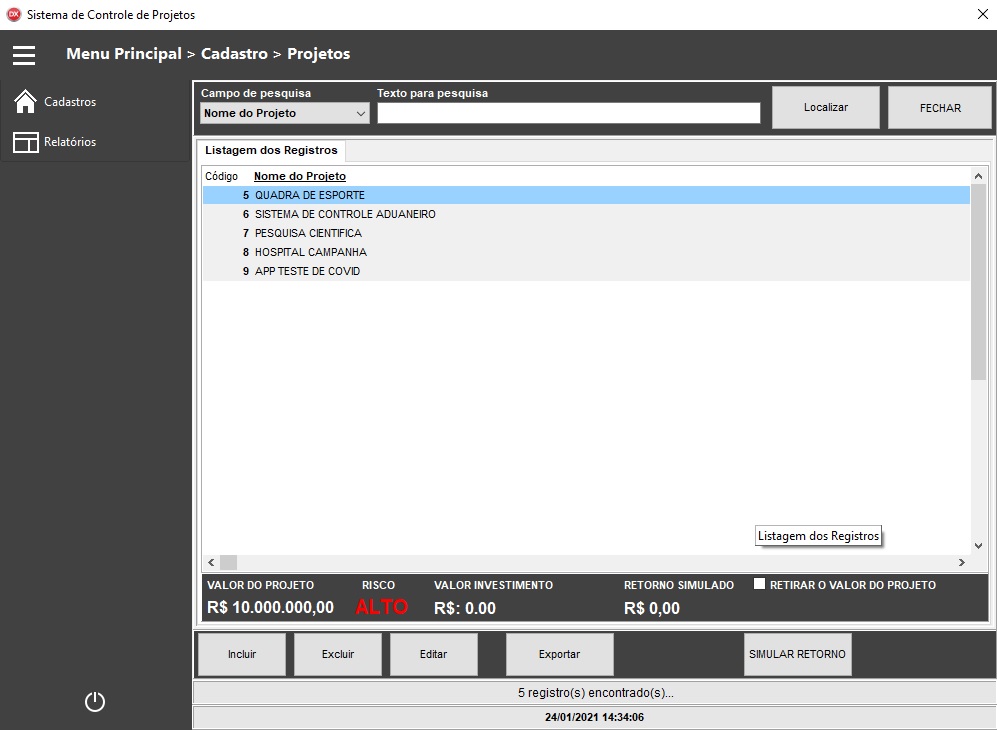 DX Sistema de Controle de Projetos
Menu Principal > Cadastro > Projetos
Cadastros
Relatórios
Campo de pesquisa Texto para pesquisa
Nome do Projeto
Localizar
FECHAR
Listagem dos Registros
Código Nome do Projeto
5 QUADRA DE ESPORTE
6 SISTEMA DE CONTROLE ADUANEIRO
7 PESQUISA CIENTIFICA
8 HOSPITAL CAMPANHA
9 APP TESTE DE COVID
Listagem dos Registros
VALOR DO PROJETO RISCO VALOR INVESTIMENTO RETORNO SIMULADO RETIRAR O VALOR DO PROJETO
R$ 10.000.000,00 ALTO R$: 0.00 R$ 0,00
Incluir Excluir Editar Exportar SIMULAR RETORNO
5 registro(s) encontrado(s)...
24/01/2021 14:34:06